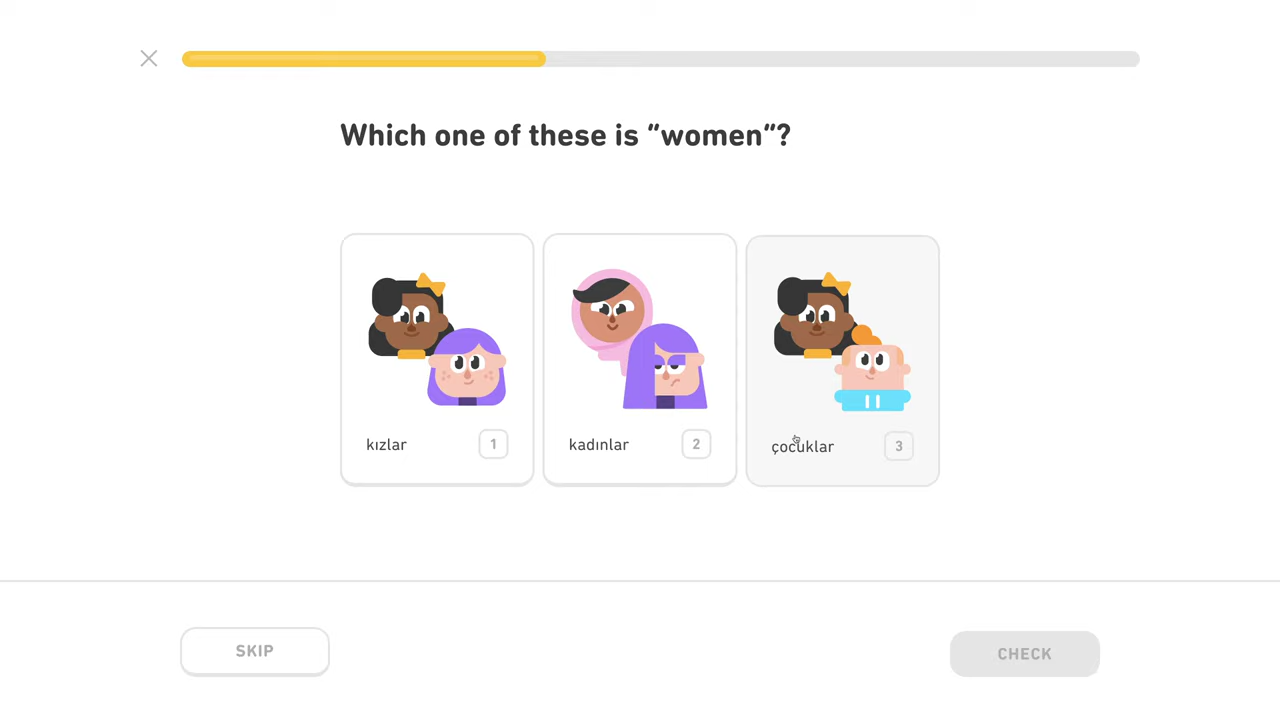 Which one of these is “women”?
kızlar 1
kadınlar 2
çocuklar 3
SKIP
CHECK